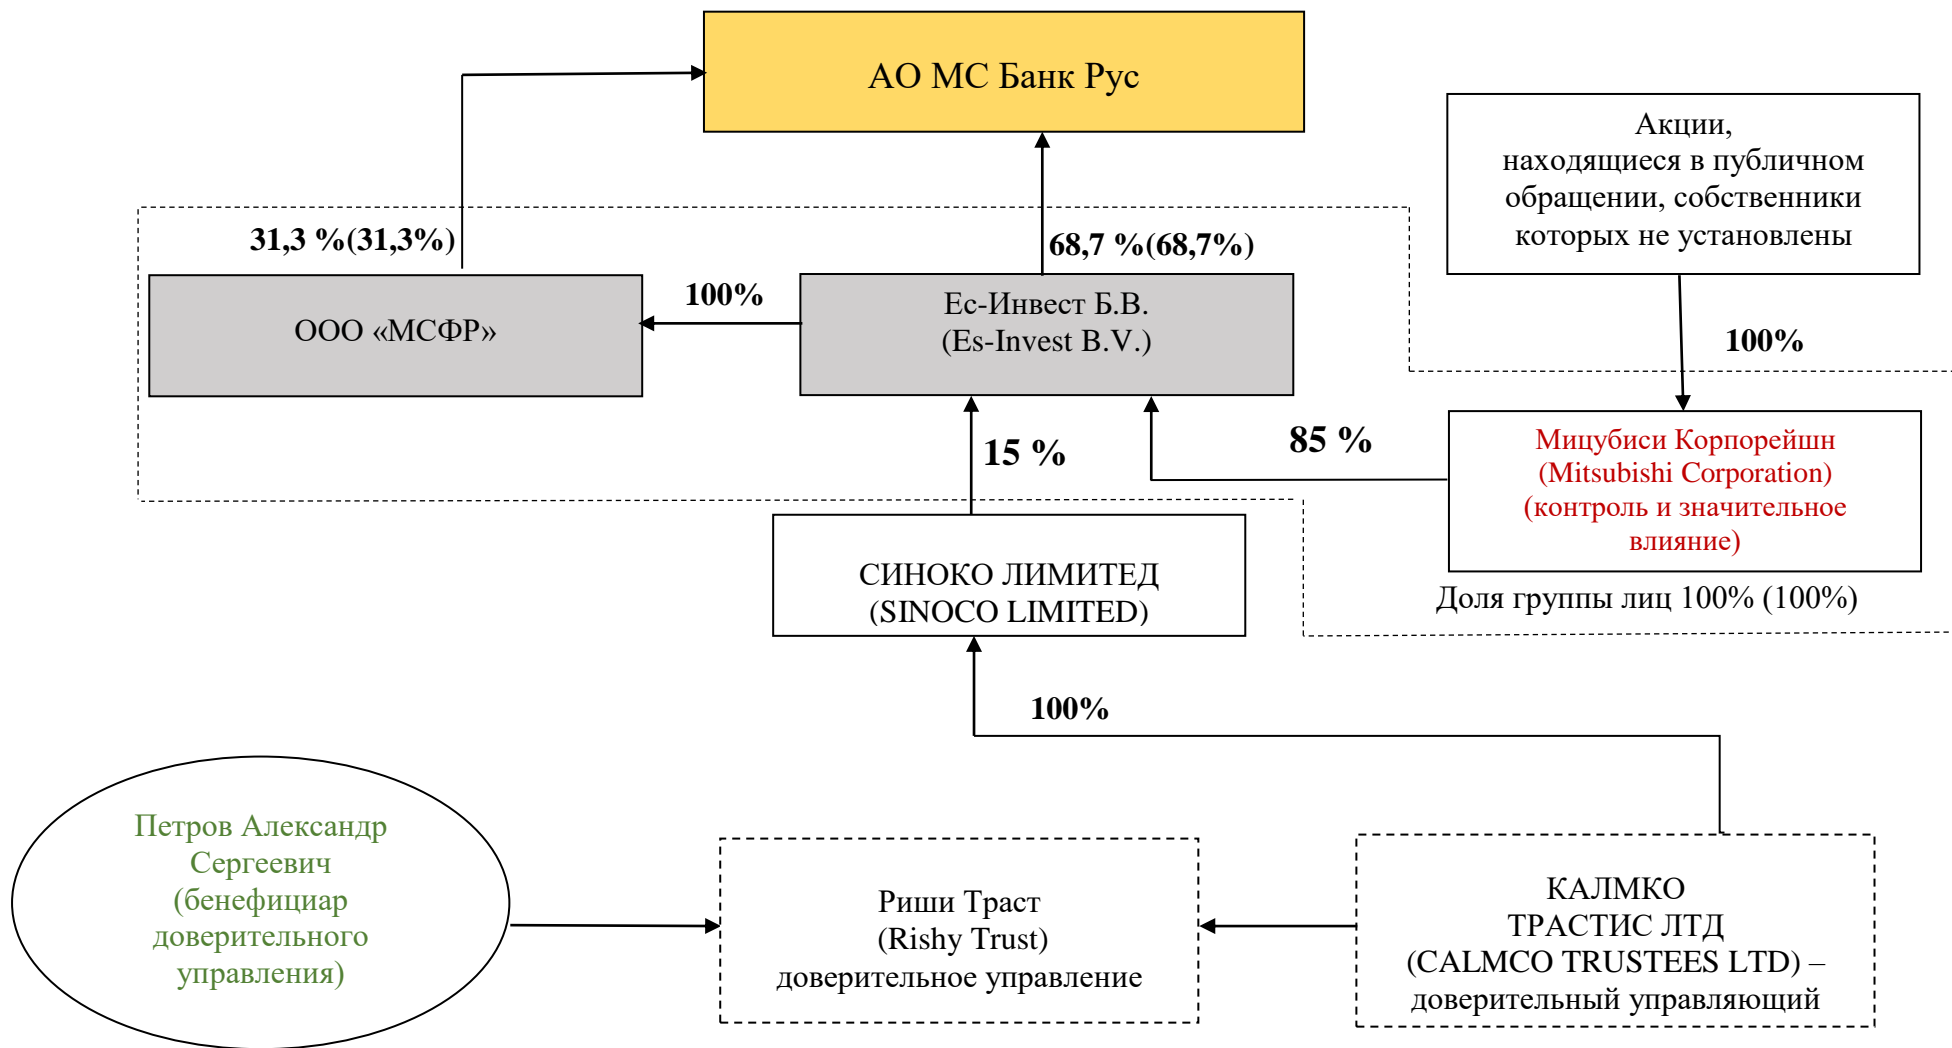 АО МС Банк Рус
Акции,
находящиеся в публичном
обращении, собственники
которых не установлены
31,3 %(31,3%)
68,7 %(68,7%)
100%
ООО «МСФР»
100%
Ес-Инвест Б.В.
(Es-Invest B.V.)
15 %
85 %
Мицубиси Корпорейшн
(Mitsubishi Corporation)
(контроль и значительное
влияние)
Доля группы лиц 100% (100%)
СИНОКО ЛИМИТЕД
(SINOCO LIMITED)
100%
Петров Александр
Сергеевич
(бенефициар
доверительного
управления)
Риши Траст
(Rishy Trust)
доверительное управление
КАЛМКО
ТРАСТИС ЛТД
(CALMCO TRUSTEES LTD) –
доверительный управляющий